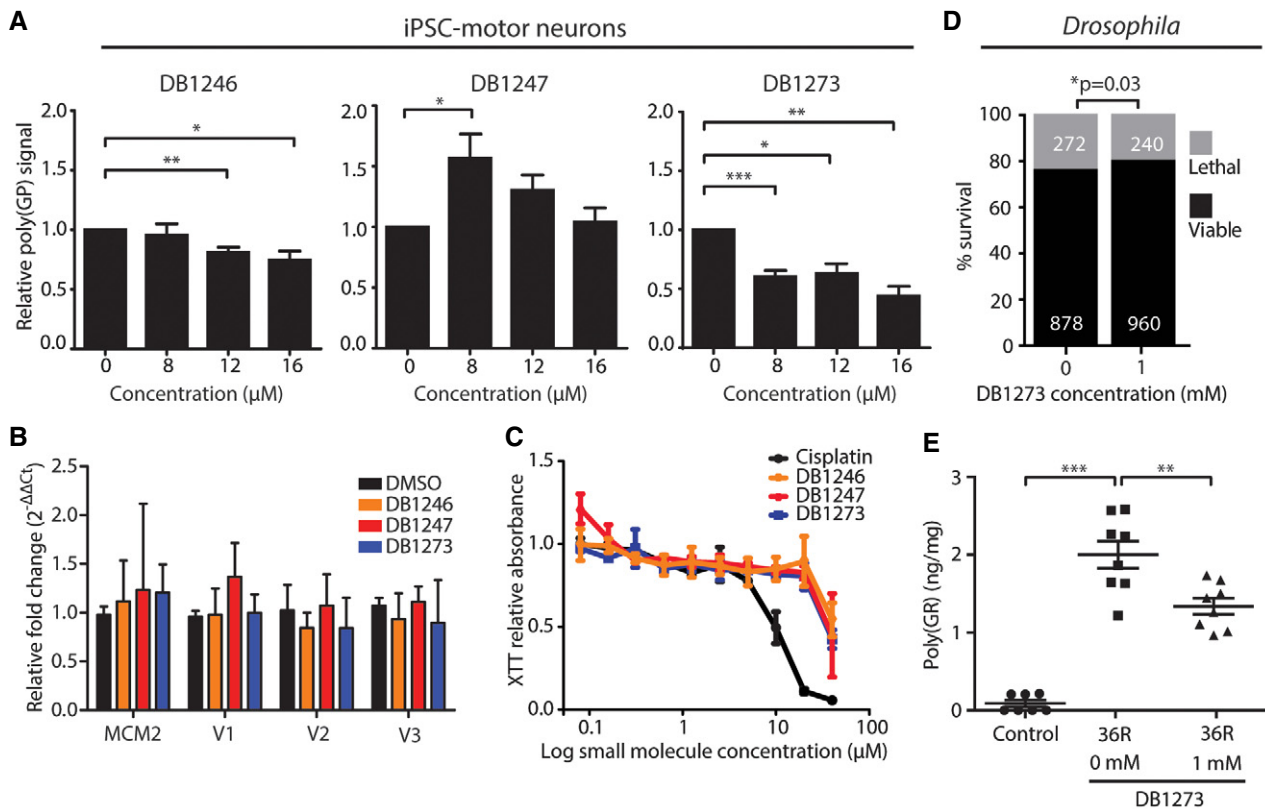 A
iPSC-motor neurons
DB1246
DB1247
DB1273
Relative poly(GP) signal
2.0
1.5
1.0
0.5
0.0
*
**
0 8 12 16
Concentration (µM)
2.0
1.5
1.0
0.5
0.0
*
0 8 12 16
Concentration (µM)
2.0
1.5
1.0
0.5
0.0
**
*
***
0 8 12 16
Concentration (µM)
D
Drosophila
*p=0.03
% survival
100
80
60
40
20
0
272 240
878 960
Lethal
Viable
0 1
DB1273 concentration (mM)
B
Relative fold change (2^-ΔΔCt)
2.5
2.0
1.5
1.0
0.5
0.0
DMSO
DB1246
DB1247
DB1273
MCM2 V1 V2 V3
C
XTT relative absorbance
1.5
1.0
0.5
0.0
Cisplatin
DB1246
DB1247
DB1273
0.1 1 10 100
Log small molecule concentration (µM)
E
Poly(GR) (ng/mg)
3
2
1
0
*** **
Control 36R 36R
0 mM 1 mM
DB1273